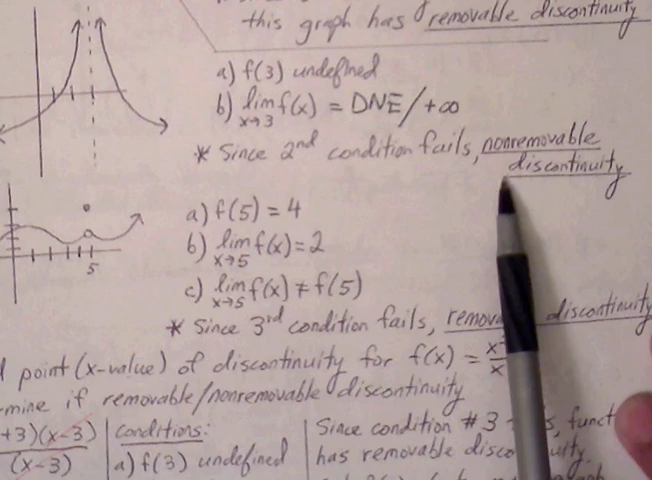 this graph has removable discontinuity
a) f(3) undefined
b) lim f(x) = DNE/+∞
x→3
* Since 2nd condition fails, nonremovable
discontinuity
a) f(5) = 4
b) lim f(x) = 2
x→5
c) lim f(x) ≠ f(5)
x→5
5
* Since 3rd condition fails, discontinuity
point (x-value) of discontinuity for f(x) =
if removable/nonremovable discontinuity
+3)(x-3)
(x-3)
conditions:
a) f(3) undefined
Since condition #3
has removable